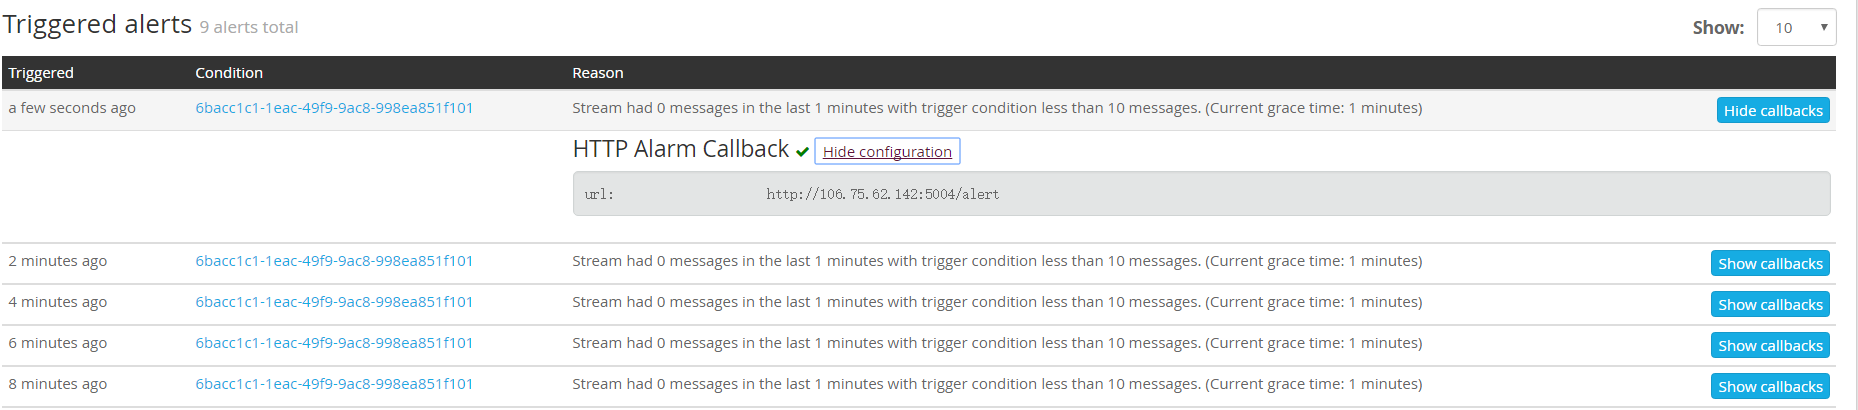 Triggered alerts 9 alerts total
Show: 10
Triggered Condition Reason
a few seconds ago 6bacc1c1-1eac-49f9-9ac8-998ea851f101 Stream had 0 messages in the last 1 minutes with trigger condition less than 10 messages. (Current grace time: 1 minutes) Hide callbacks
HTTP Alarm Callback Hide configuration
url: http://106.75.62.142:5004/alert
2 minutes ago 6bacc1c1-1eac-49f9-9ac8-998ea851f101 Stream had 0 messages in the last 1 minutes with trigger condition less than 10 messages. (Current grace time: 1 minutes) Show callbacks
4 minutes ago 6bacc1c1-1eac-49f9-9ac8-998ea851f101 Stream had 0 messages in the last 1 minutes with trigger condition less than 10 messages. (Current grace time: 1 minutes) Show callbacks
6 minutes ago 6bacc1c1-1eac-49f9-9ac8-998ea851f101 Stream had 0 messages in the last 1 minutes with trigger condition less than 10 messages. (Current grace time: 1 minutes) Show callbacks
8 minutes ago 6bacc1c1-1eac-49f9-9ac8-998ea851f101 Stream had 0 messages in the last 1 minutes with trigger condition less than 10 messages. (Current grace time: 1 minutes) Show callbacks